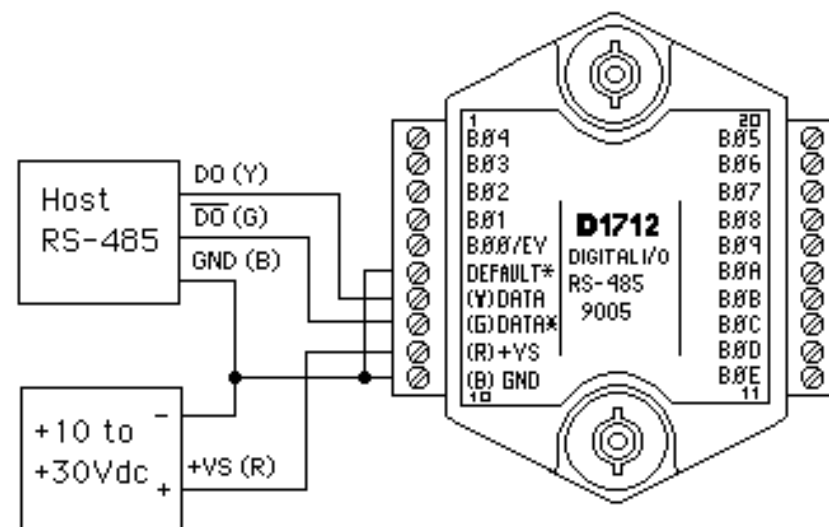 Host
RS-485
DO (Y)
DO (G)
GND (B)
+10 to
+30Vdc
-
+
+VS (R)
1
B.Ø4
B.Ø3
B.Ø2
B.Ø1
B.ØØ/EV
DEFAULT*
(Y)DATA
(G)DATA*
(R)+VS
(B) GND
10
D1712
DIGITAL I/O
RS-485
9005
20
B.Ø5
B.Ø6
B.Ø7
B.Ø8
B.Ø9
B.ØA
B.ØB
B.ØC
B.ØD
B.ØE
11